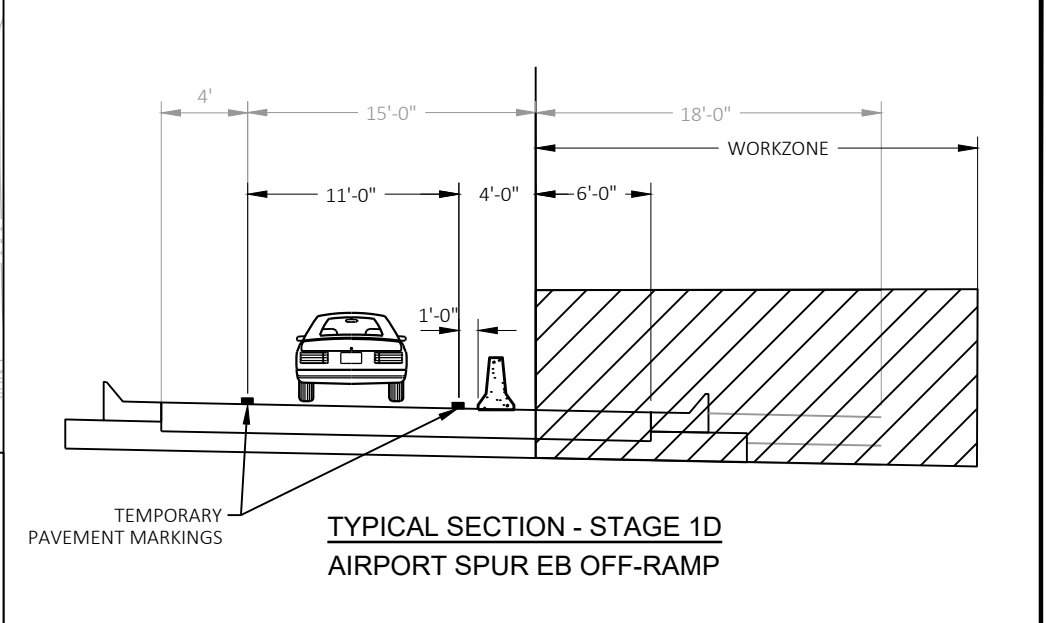 4'
15'-0"
18'-0"
WORKZONE
11'-0"
4'-0"
6'-0"
1'-0"
TEMPORARY
PAVEMENT MARKINGS
TYPICAL SECTION - STAGE 1D
AIRPORT SPUR EB OFF-RAMP